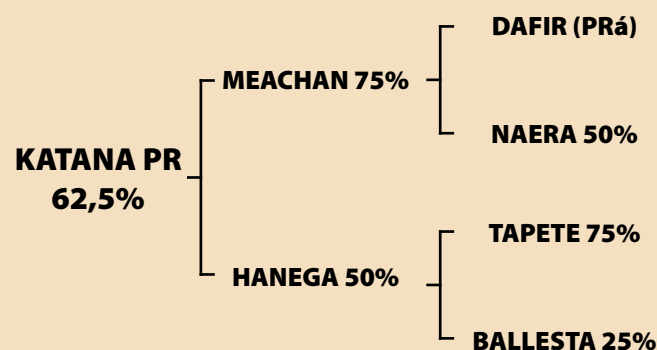 KATANA PR
62,5%
MEACHAN 75%
HANEGA 50%
DAFIR (PRá)
NAERA 50%
TAPETE 75%
BALLESTA 25%